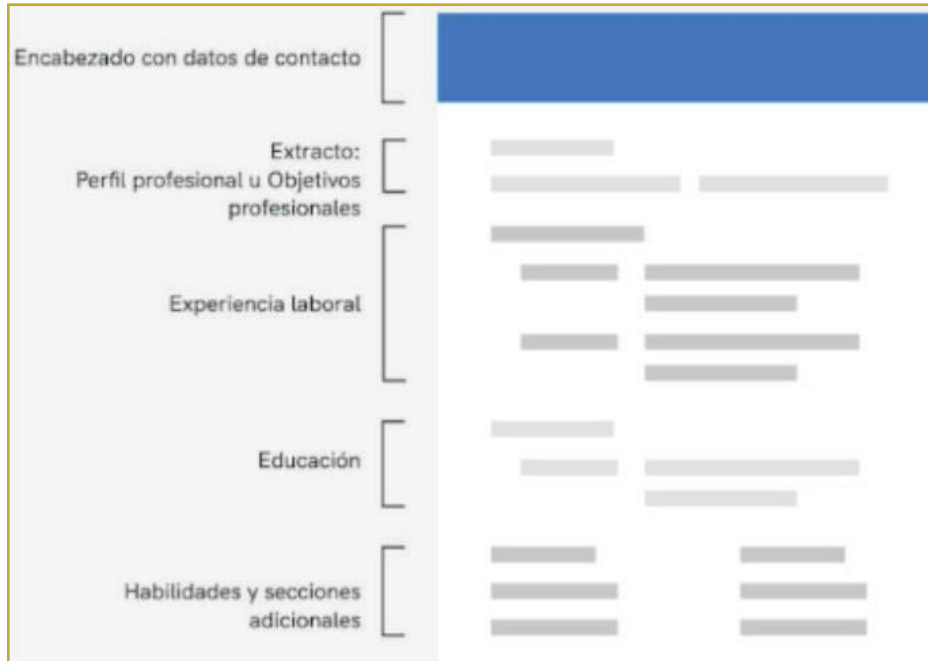 Encabezado con datos de contacto
Extracto:
Perfil profesional u Objetivos
profesionales
Experiencia laboral
Educación
Habilidades y secciones
adicionales